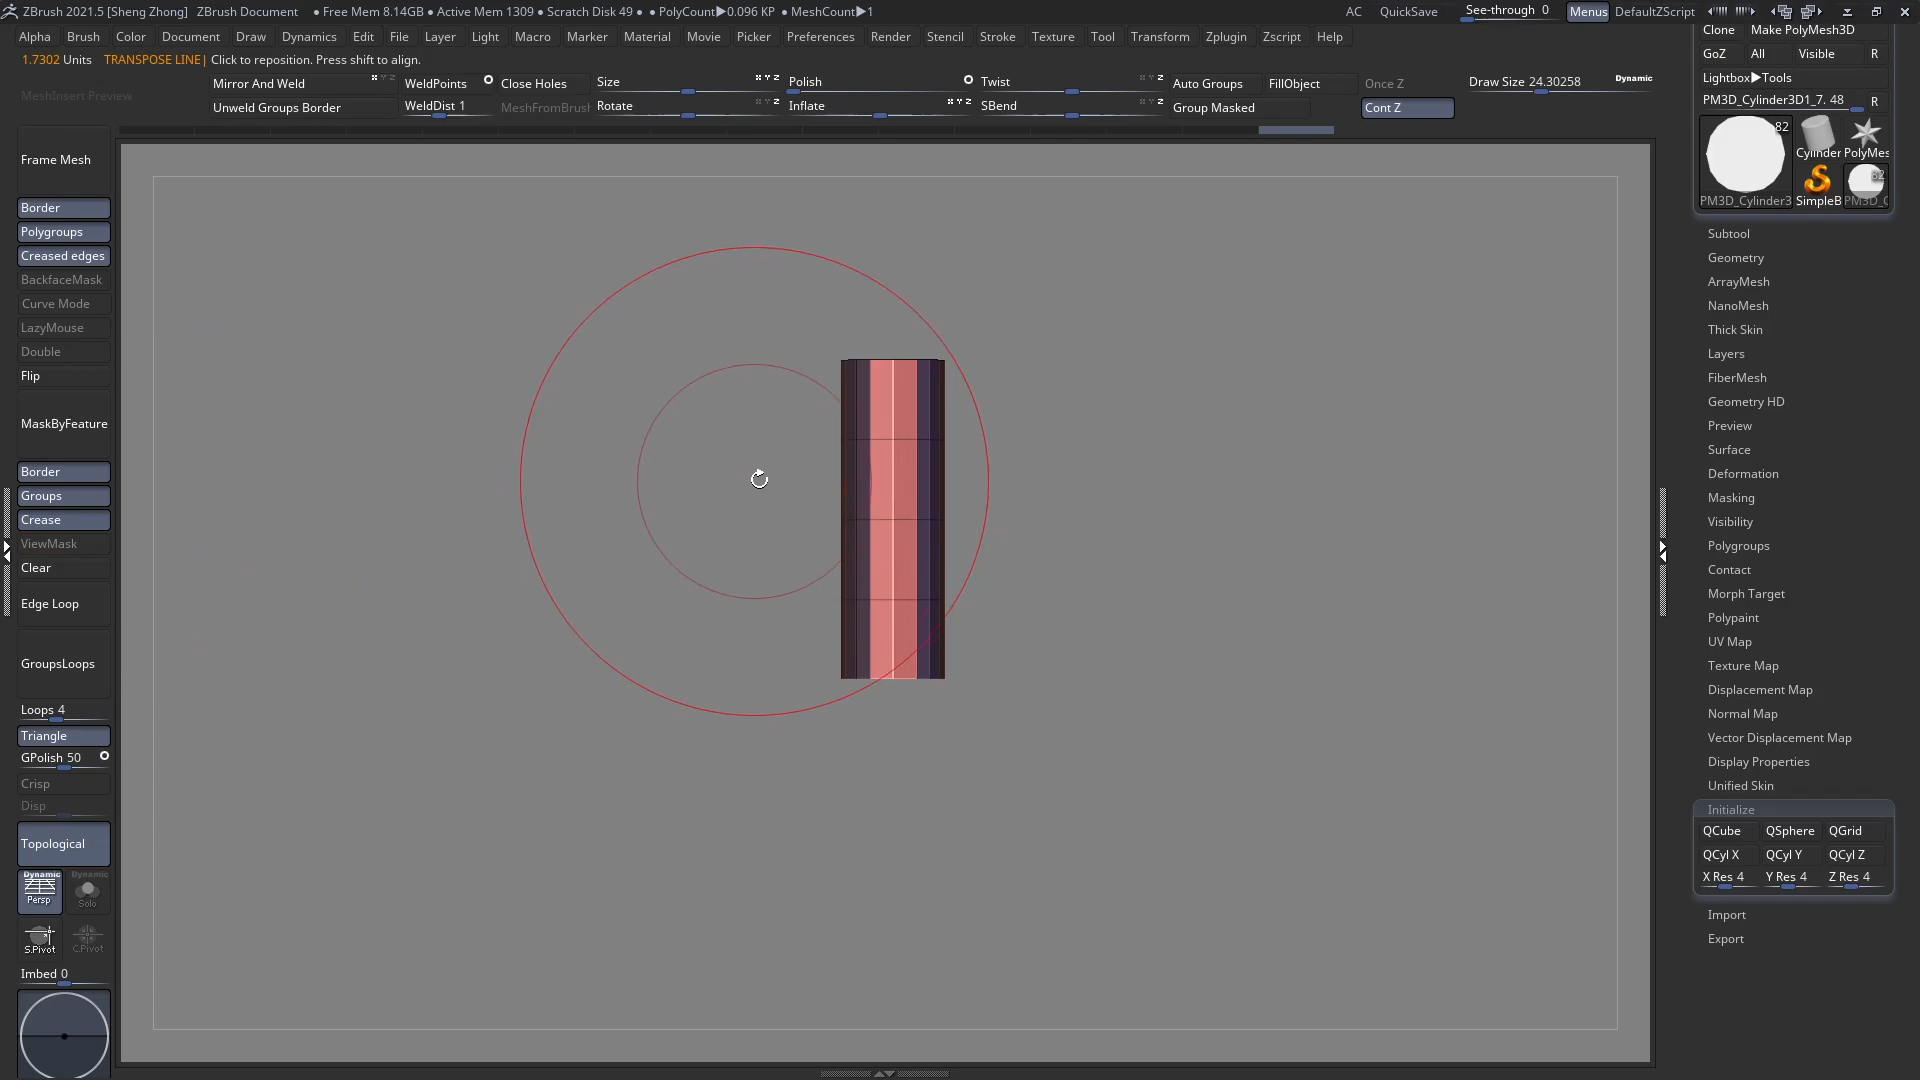 ZBrush 2021.5 [Sheng Zhong] ZBrush Document • Free Mem 8.14GB • Active Mem 1309 • Scratch Disk 49 • • PolyCount▶0.096 KP • MeshCount▶1 AC QuickSave See-through 0 Menus DefaultZScript
Alpha Brush Color Document Draw Dynamics Edit File Layer Light Macro Marker Material Movie Picker Preferences Render Stencil Stroke Texture Tool Transform Zplugin Zscript Help
1.7302 Units TRANSPOSE LINE| Click to reposition. Press shift to align.
MeshInsert Preview
Mirror And Weld WeldPoints Close Holes Size Polish Twist Auto Groups FillObject Once Z Draw Size 24.30258 Dynamic
Unweld Groups Border WeldDist 1 MeshFromBrush Rotate Inflate SBend Group Masked Cont Z
Frame Mesh
Border
Polygroups
Creased edges
BackfaceMask
Curve Mode
LazyMouse
Double
Flip
MaskByFeature
Border
Groups
Crease
ViewMask
Clear
Edge Loop
GroupsLoops
Loops 4
Triangle
GPolish 50
Crisp
Disp
Topological
Dynamic Dynamic
Persp Solo
S.Pivot C.Pivot
Imbed 0
Clone Make PolyMesh3D
GoZ All Visible R
Lightbox▶Tools
PM3D_Cylinder3D1_7. 48 R
82
Cylinder PolyMes
82
PM3D_Cylinder3 SimpleB PM3D_C
Subtool
Geometry
ArrayMesh
NanoMesh
Thick Skin
Layers
FiberMesh
Geometry HD
Preview
Surface
Deformation
Masking
Visibility
Polygroups
Contact
Morph Target
Polypaint
UV Map
Texture Map
Displacement Map
Normal Map
Vector Displacement Map
Display Properties
Unified Skin
Initialize
QCube QSphere QGrid
QCyl X QCyl Y QCyl Z
X Res 4 Y Res 4 Z Res 4
Import
Export